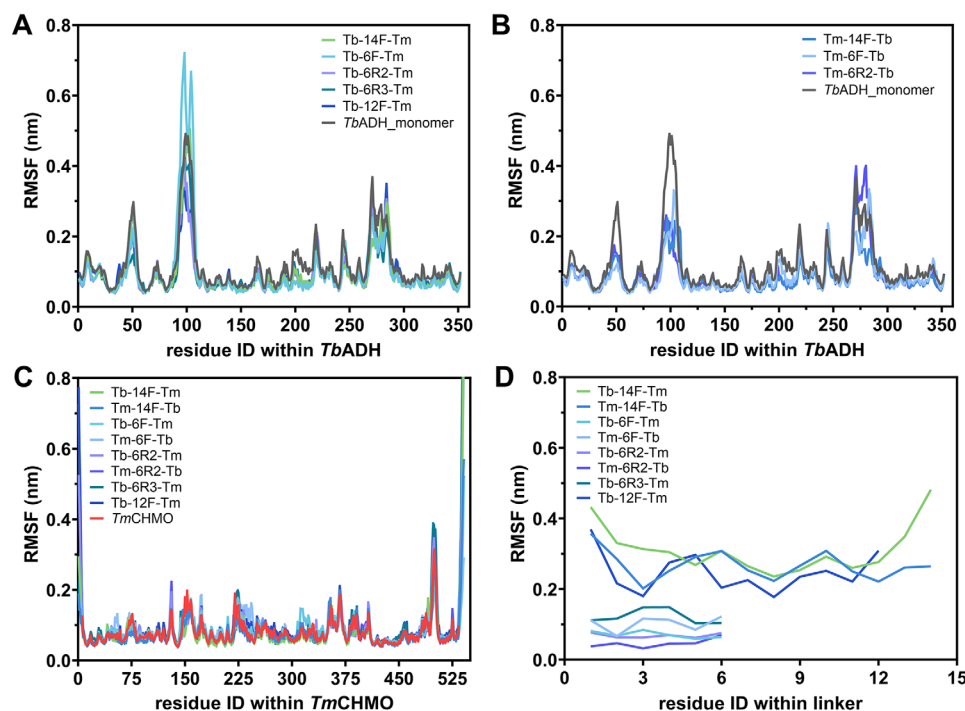 A
Tb-14F-Tm
Tb-6F-Tm
Tb-6R2-Tm
Tb-6R3-Tm
Tb-12F-Tm
TbADH_monomer
RMSF (nm)
0.8
0.6
0.4
0.2
0.0
0 50 100 150 200 250 300 350
residue ID within TbADH
B
Tm-14F-Tb
Tm-6F-Tb
Tm-6R2-Tb
TbADH_monomer
RMSF (nm)
0.8
0.6
0.4
0.2
0.0
0 50 100 150 200 250 300 350
residue ID within TbADH
C
Tb-14F-Tm
Tm-14F-Tb
Tb-6F-Tm
Tm-6F-Tb
Tb-6R2-Tm
Tm-6R2-Tb
Tb-6R3-Tm
Tb-12F-Tm
TmCHMO
RMSF (nm)
0.8
0.6
0.4
0.2
0.0
0 75 150 225 300 375 450 525
residue ID within TmCHMO
D
Tb-14F-Tm
Tm-14F-Tb
Tb-6F-Tm
Tm-6F-Tb
Tb-6R2-Tm
Tm-6R2-Tb
Tb-6R3-Tm
Tb-12F-Tm
RMSF (nm)
0.8
0.6
0.4
0.2
0.0
0 3 6 9 12 15
residue ID within linker